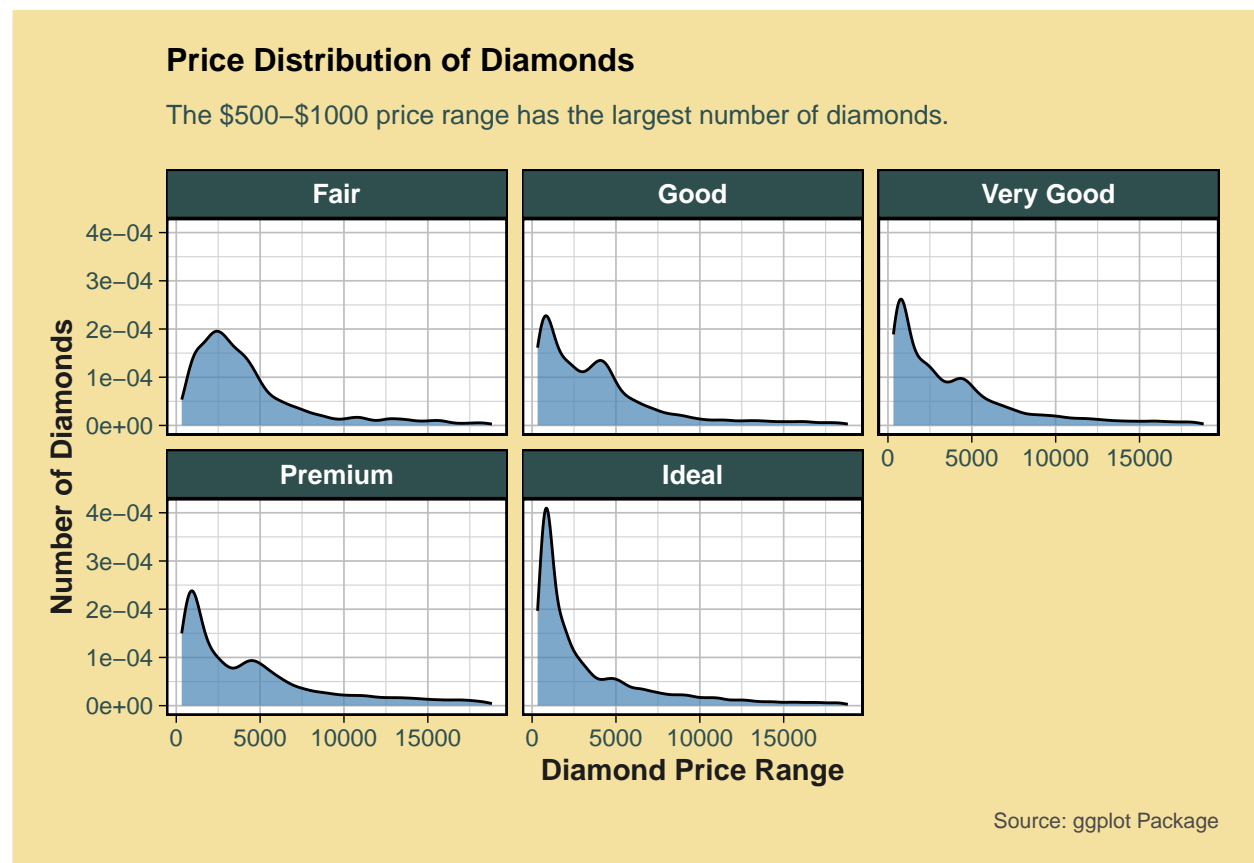 Price Distribution of Diamonds
The $500–$1000 price range has the largest number of diamonds.
Fair
Good
Very Good
4e−04
3e−04
2e−04
1e−04
0e+00
0 5000 10000 15000
Premium
Ideal
4e−04
3e−04
2e−04
1e−04
0e+00
0 5000 10000 15000
0 5000 10000 15000
Number of Diamonds
Diamond Price Range
Source: ggplot Package